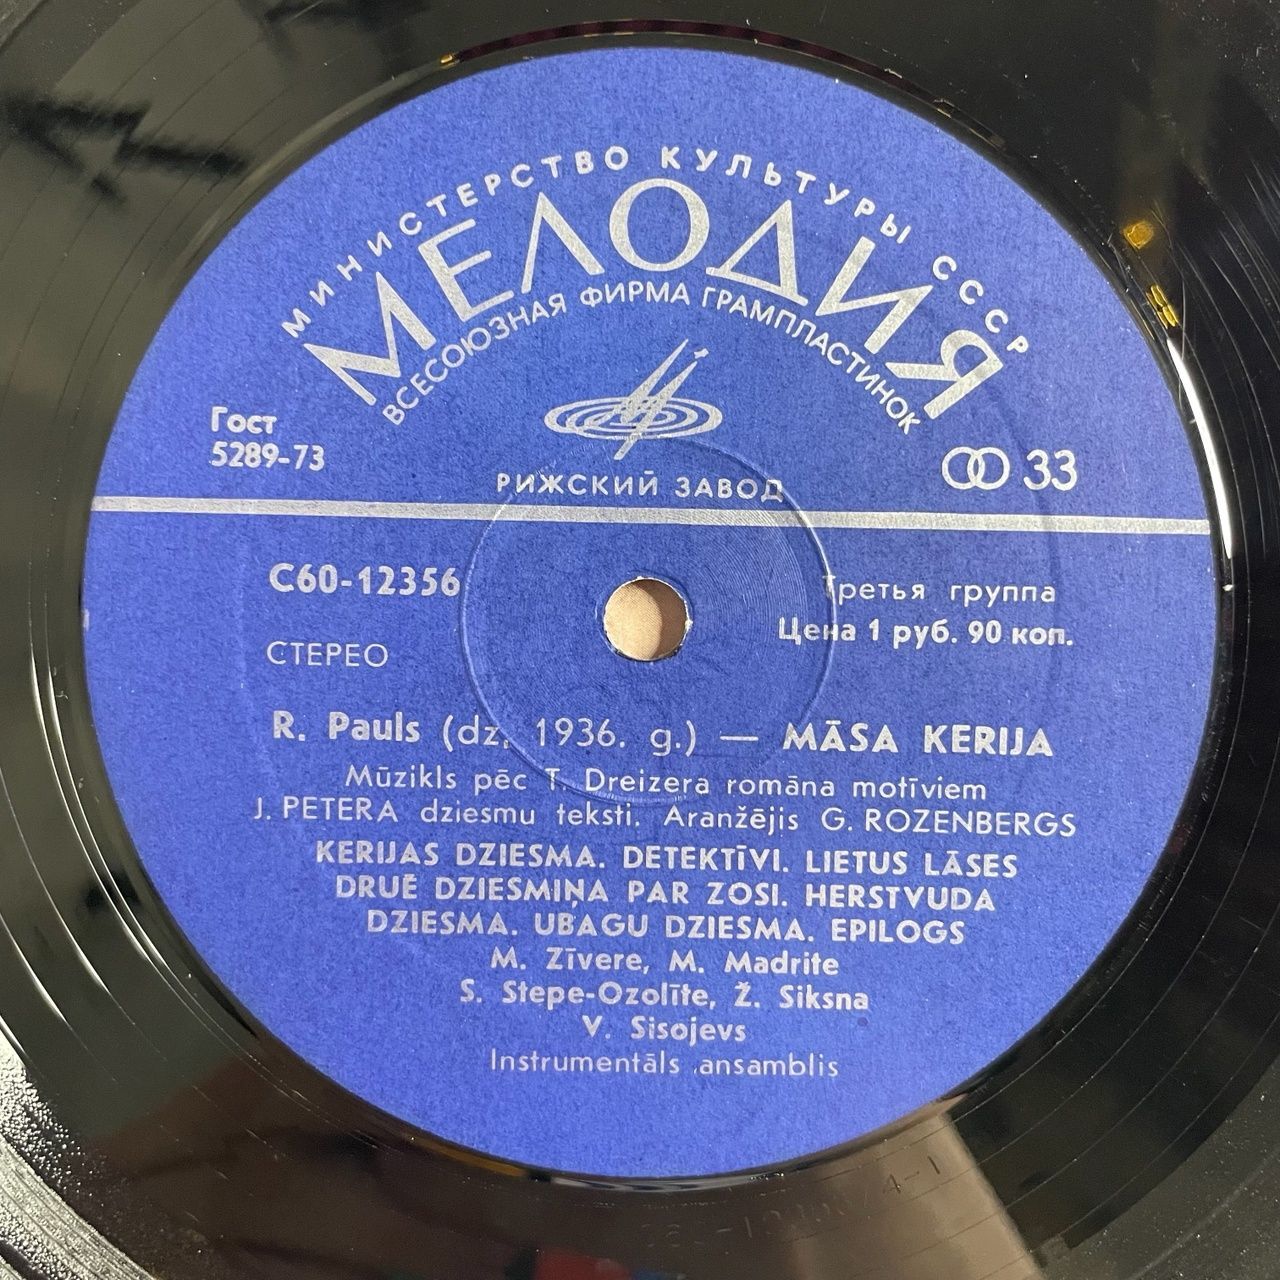 МИНИСТЕРСТВО КУЛЬТУРЫ СССР
МЕЛОДИЯ
ВСЕСОЮЗНАЯ ФИРМА ГРАМПЛАСТИНОК
Гост
5289-73
33
РИЖСКИЙ ЗАВОД
С60-12356
Третья группа
Цена 1 руб. 90 коп.
СТЕРЕО
R. Pauls (dz. 1936. g.) — MĀSA KERIJA
Mūzikls pēc T. Dreizera romāna motīviem
J. PETERA dziesmu teksti. Aranžējis G. ROZENBERGS
KERIJAS DZIESMA. DETEKTĪVI. LIETUS LĀSES
DRUĒ DZIESMIŅA PAR ZOSI. HERSTVUDA
DZIESMA. UBAGU DZIESMA. EPILOGS
M. Zīvere, M. Madrite
S. Stepe-Ozolīte, Ž. Siksna
V. Sisojevs
Instrumentāls ansamblis